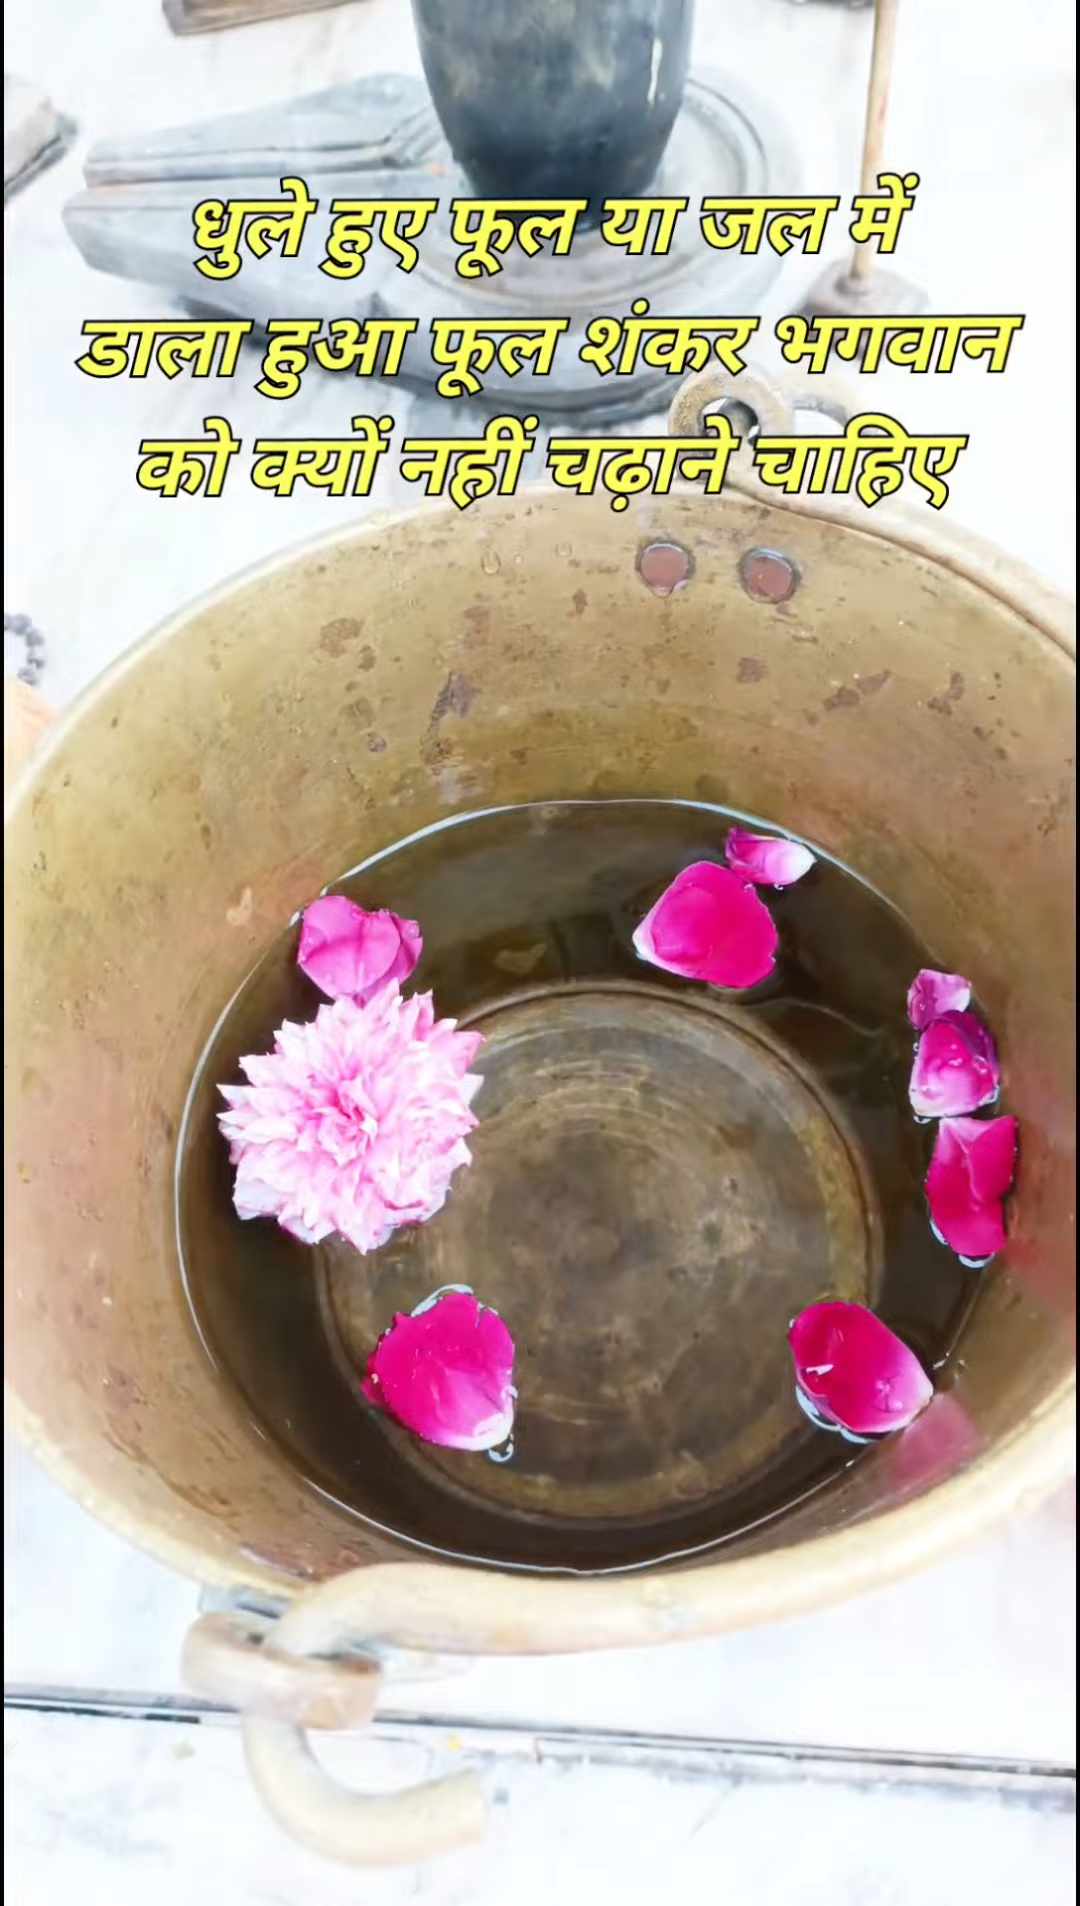 धुले हुए फूल या जल में
डाला हुआ फूल शंकर भगवान
को क्यों नहीं चढ़ाने चाहिए